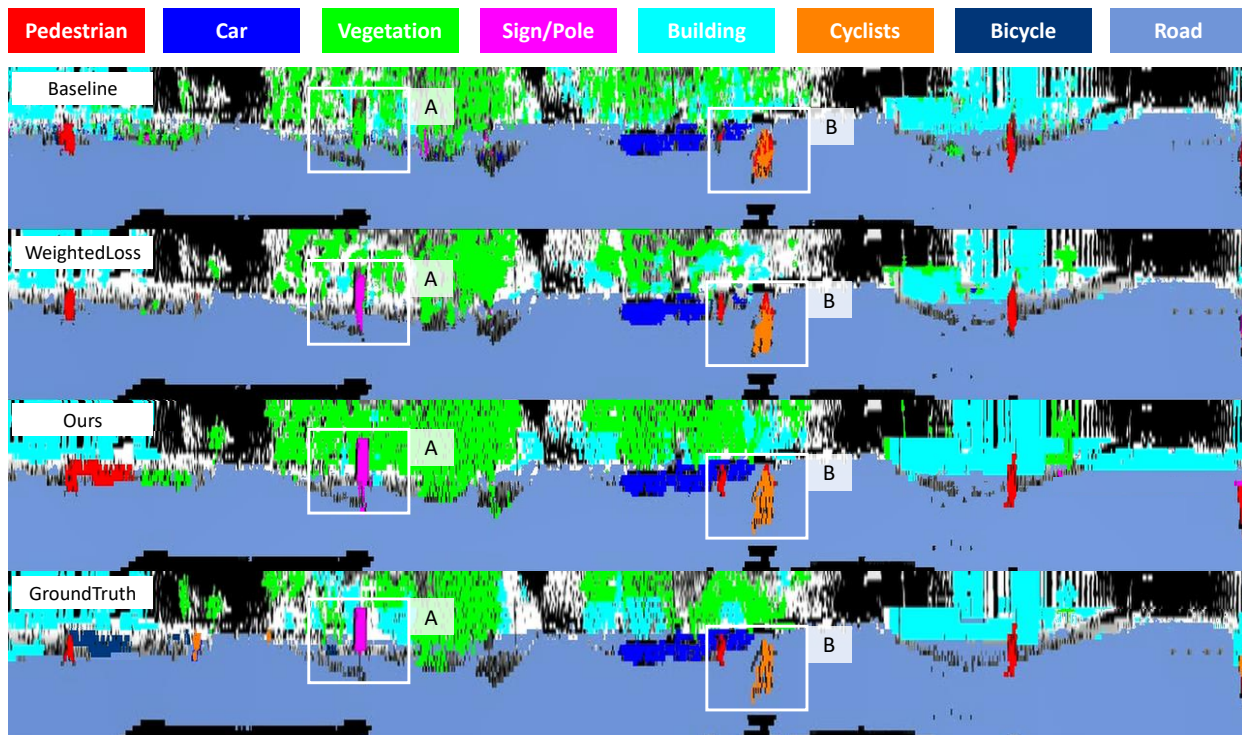 Pedestrian Car Vegetation Sign/Pole Building Cyclists Bicycle Road
Baseline
A
B
WeightedLoss
A
B
Ours
A
B
GroundTruth
A
B